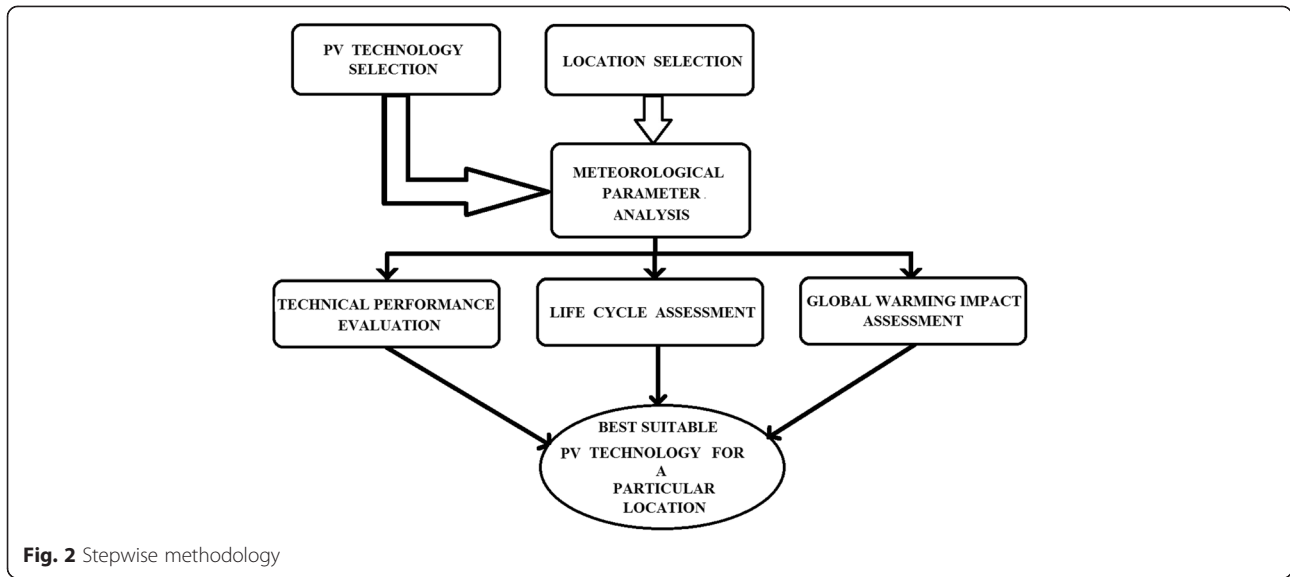 PV TECHNOLOGY
SELECTION
LOCATION SELECTION
METEOROLOGICAL
PARAMETER
ANALYSIS
TECHNICAL PERFORMANCE
EVALUATION
LIFE CYCLE ASSESSMENT
GLOBAL WARMING IMPACT
ASSESSMENT
BEST SUITABLE
PV TECHNOLOGY FOR
A
PARTICULAR
LOCATION
Fig. 2 Stepwise methodology